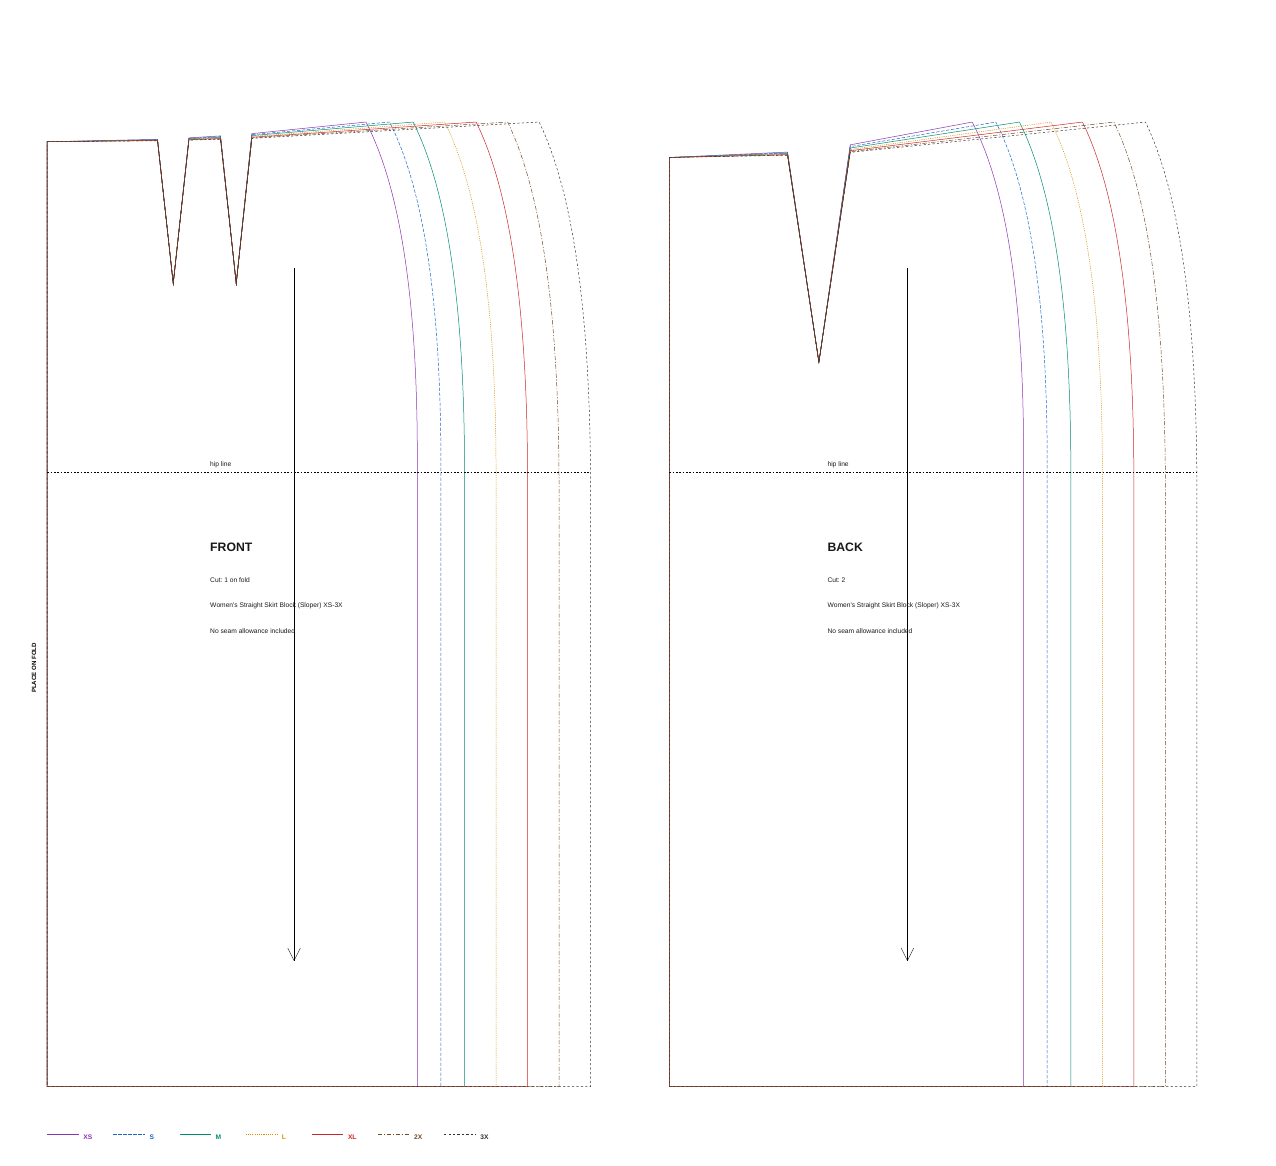 hip line
FRONT
Cut: 1 on fold
Women's Straight Skirt Block (Sloper) XS-3X
No seam allowance included
PLACE ON FOLD
hip line
BACK
Cut: 2
Women's Straight Skirt Block (Sloper) XS-3X
No seam allowance included
XS S M L XL 2X 3X